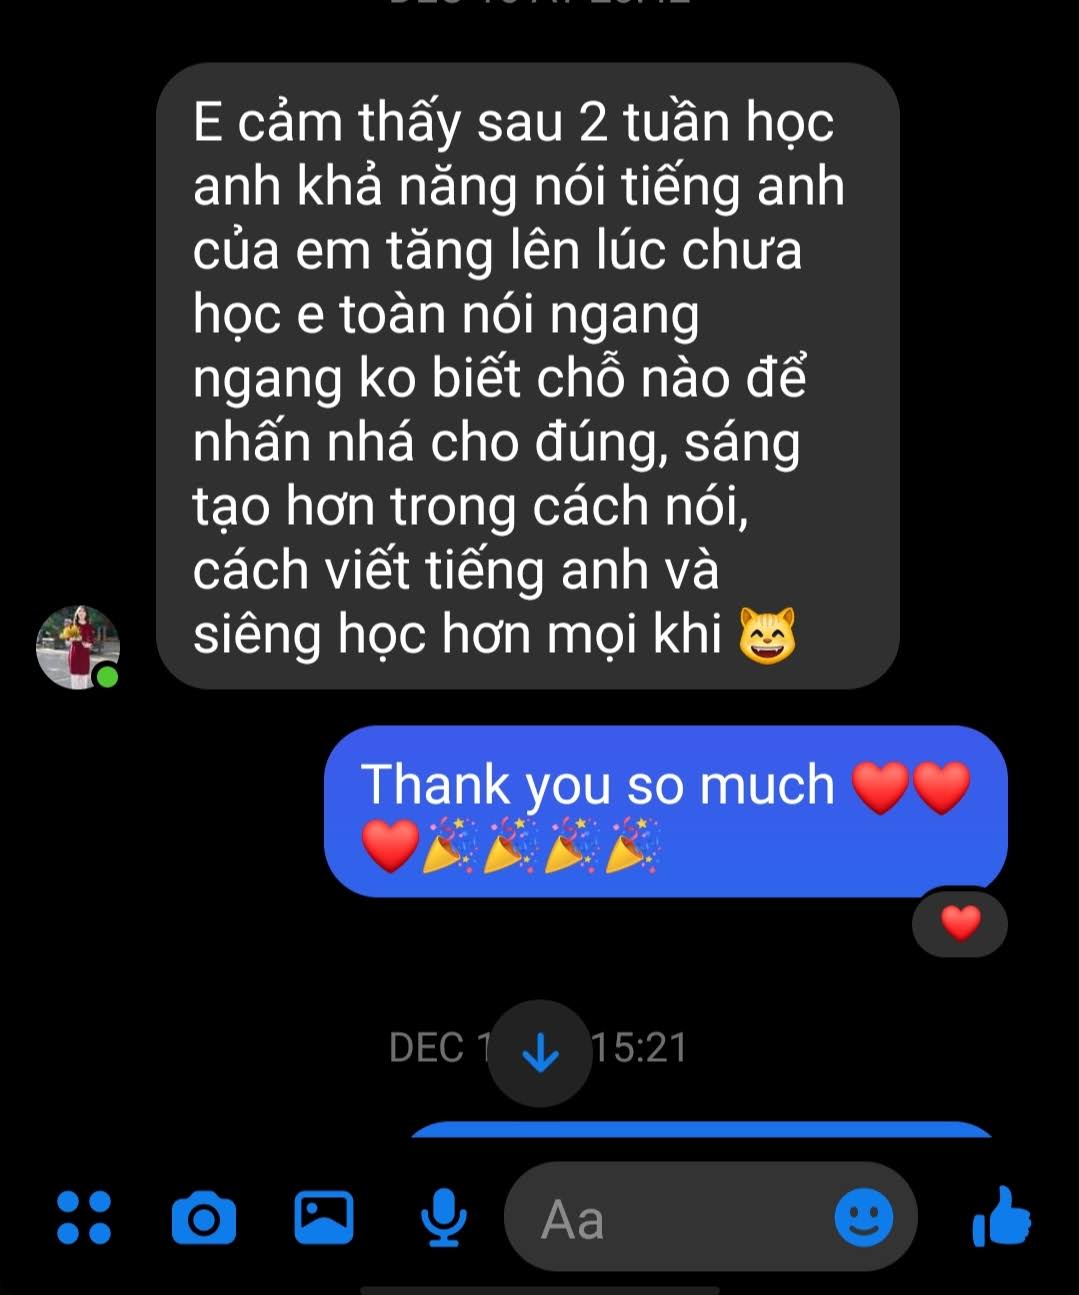 E cảm thấy sau 2 tuần học
anh khả năng nói tiếng anh
của em tăng lên lúc chưa
học e toàn nói ngang
ngang ko biết chỗ nào để
nhấn nhá cho đúng, sáng
tạo hơn trong cách nói,
cách viết tiếng anh và
siêng học hơn mọi khi 😸
Thank you so much ❤️❤️
❤️🎉🎉🎉🎉
❤️
DEC 15:21
Aa